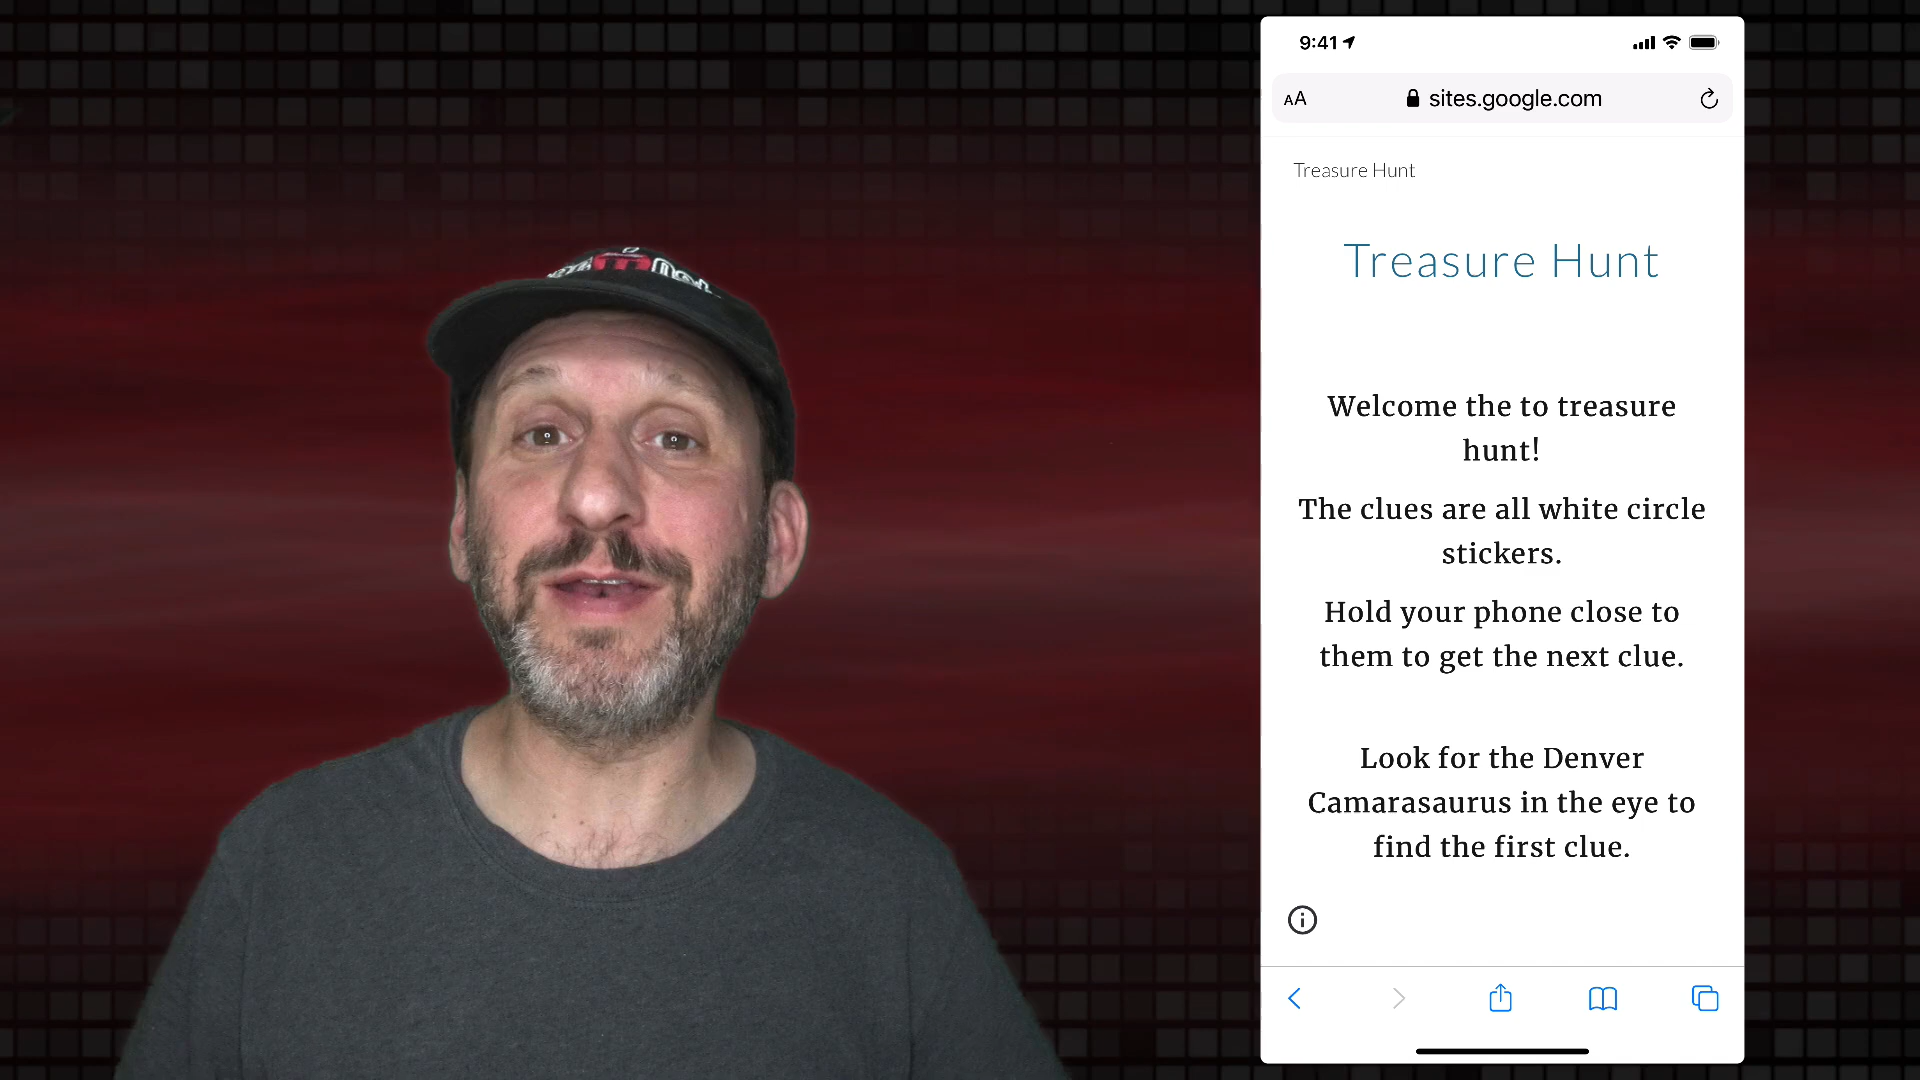 9:41
AA
sites.google.com
Treasure Hunt
Treasure Hunt
Welcome the to treasure
hunt!
The clues are all white circle
stickers.
Hold your phone close to
them to get the next clue.
Look for the Denver
Camarasaurus in the eye to
find the first clue.